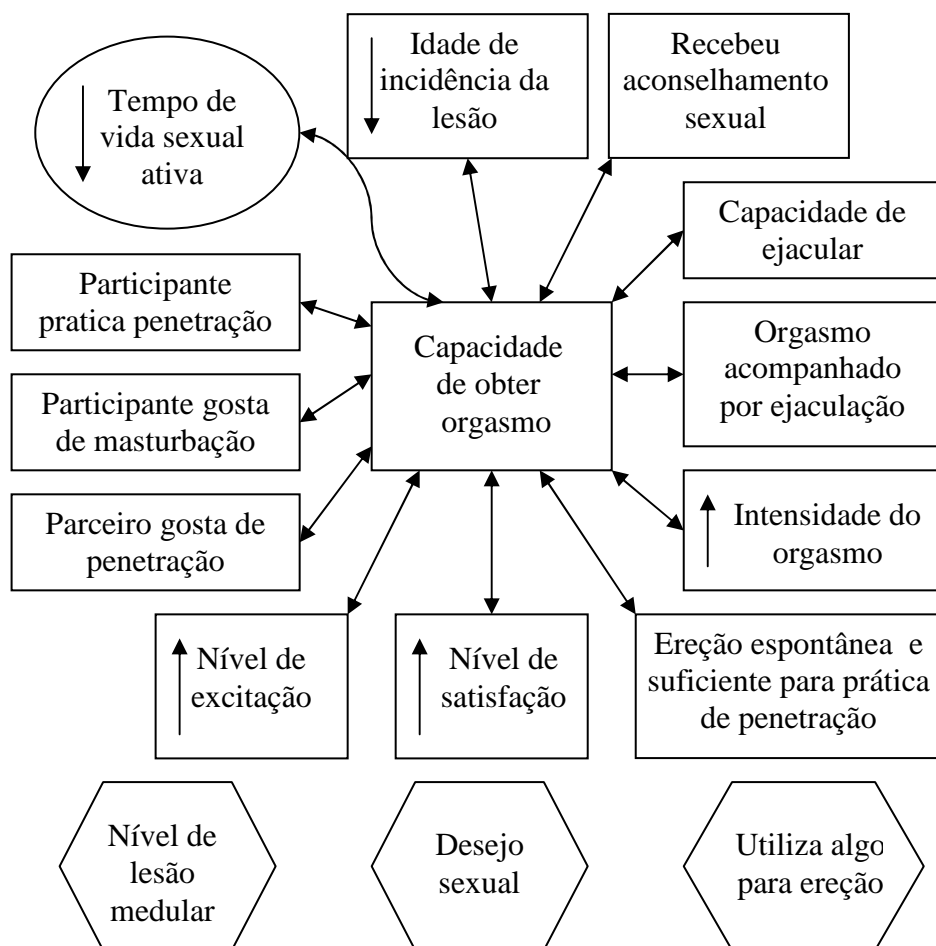 Tempo de
vida sexual
ativa
Idade de
incidência da
lesão
Recebeu
aconselhamento
sexual
Capacidade de
ejacular
Participante
pratica penetração
Capacidade
de obter
orgasmo
Orgasmo
acompanhado
por ejaculação
Participante gosta
de masturbação
Parceiro gosta de
penetração
Intensidade do
orgasmo
Nível de
excitação
Nível de
satisfação
Ereção espontânea e
suficiente para prática
de penetração
Nível de
lesão
medular
Desejo
sexual
Utiliza algo
para ereção